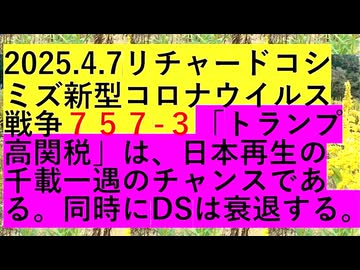 2025.4.7リチャードコシ
ミズ新型コロナウイルス
戦争７５７-３「トランプ
高関税」は、日本再生の
千載一遇のチャンスであ
る。同時にDSは衰退する。